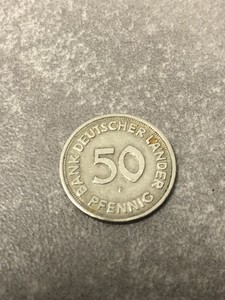 BANK DEUTSCHER LÄNDER
50
PFENNIG